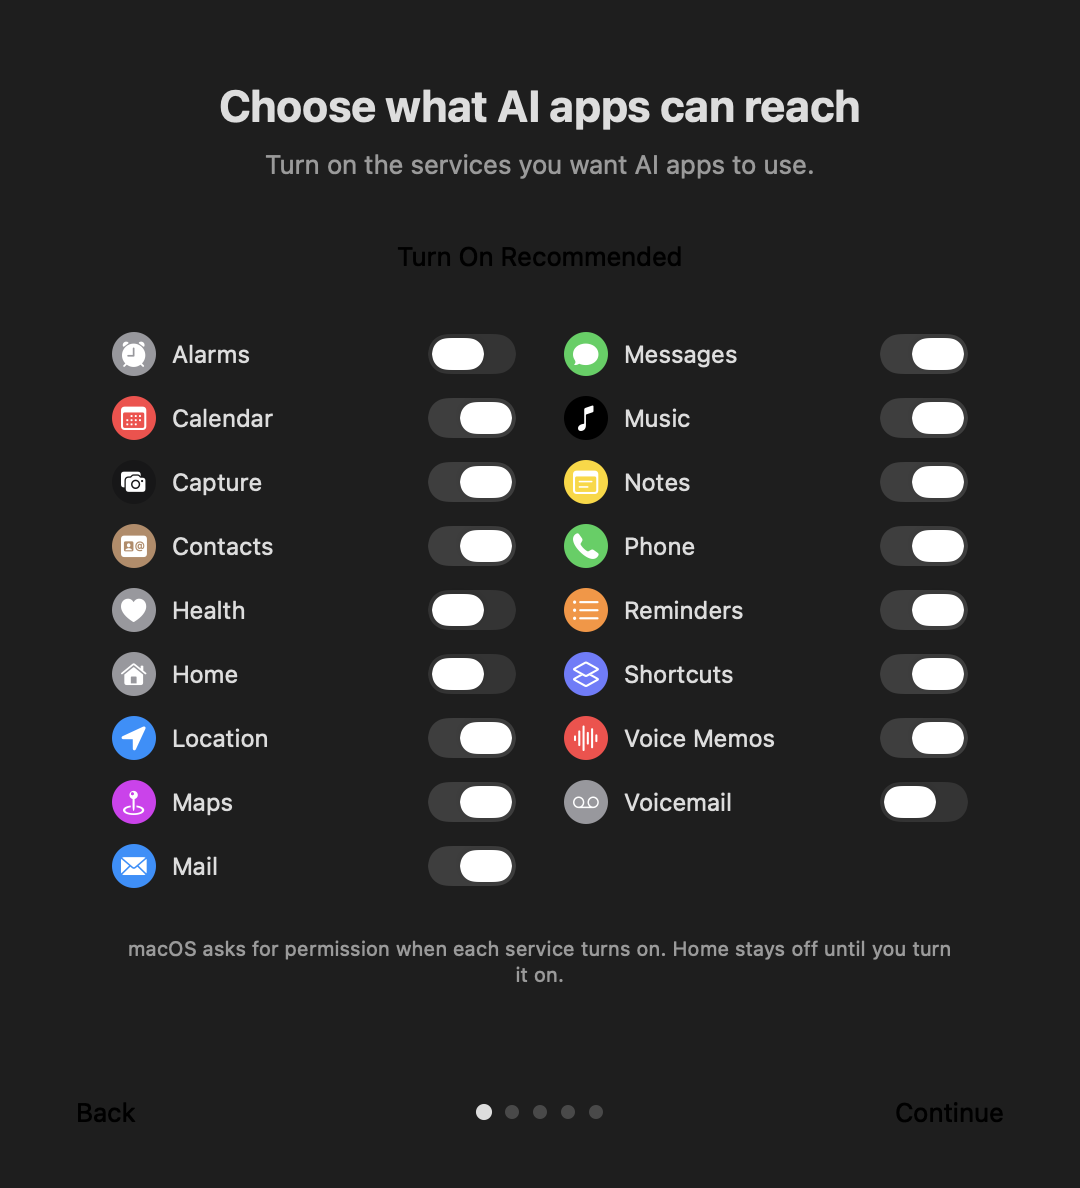 Choose what AI apps can reach
Turn on the services you want AI apps to use.
Turn On Recommended
Alarms
Calendar
Capture
Contacts
Health
Home
Location
Maps
Mail
Messages
Music
Notes
Phone
Reminders
Shortcuts
Voice Memos
Voicemail
macOS asks for permission when each service turns on. Home stays off until you turn
it on.
Back
Continue